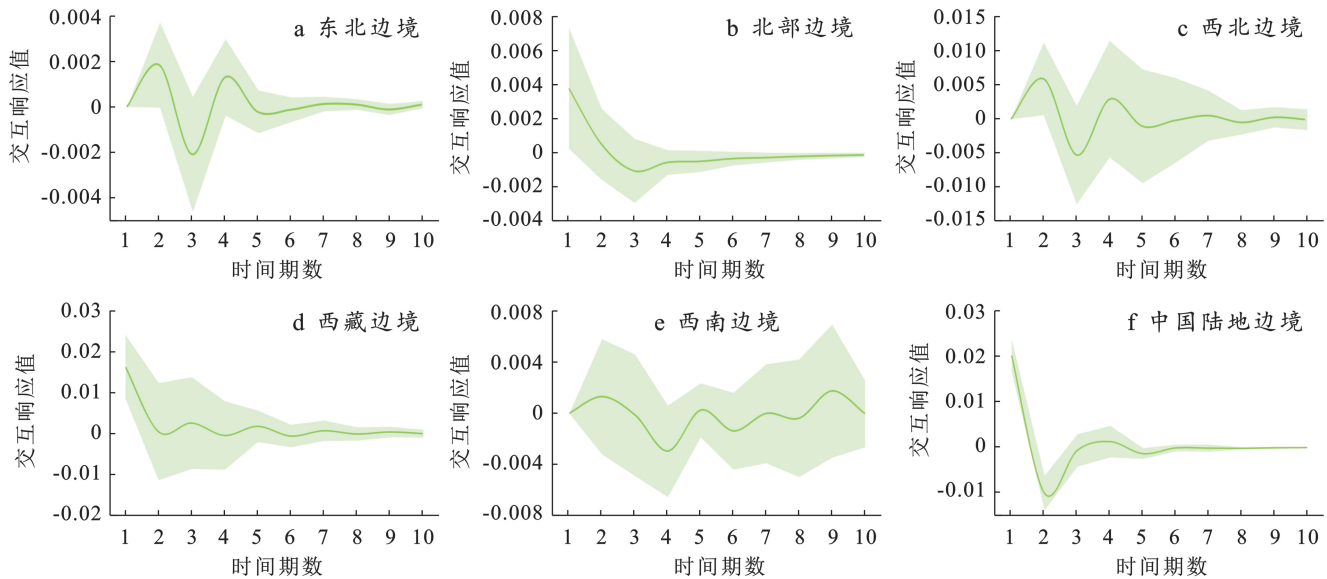 a 东北边境
交互响应值
0.004
0.002
0
-0.002
-0.004
1 2 3 4 5 6 7 8 9 10
时间期数
b 北部边境
交互响应值
0.008
0.006
0.004
0.002
0
-0.002
-0.004
1 2 3 4 5 6 7 8 9 10
时间期数
c 西北边境
交互响应值
0.015
0.010
0.005
0
-0.005
-0.010
-0.015
1 2 3 4 5 6 7 8 9 10
时间期数
d 西藏边境
交互响应值
0.03
0.02
0.01
0
-0.01
-0.02
1 2 3 4 5 6 7 8 9 10
时间期数
e 西南边境
交互响应值
0.008
0.004
0
-0.004
-0.008
1 2 3 4 5 6 7 8 9 10
时间期数
f 中国陆地边境
交互响应值
0.03
0.02
0.01
0
-0.01
1 2 3 4 5 6 7 8 9 10
时间期数